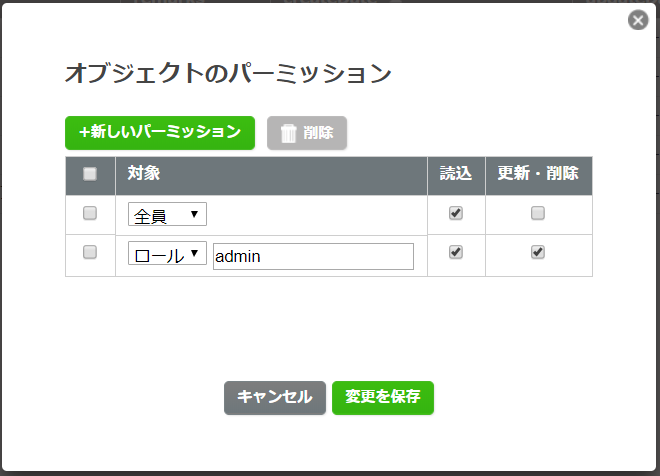 オブジェクトのパーミッション
+新しいパーミッション 削除
対象 読込 更新・削除
全員
ロール admin
キャンセル 変更を保存